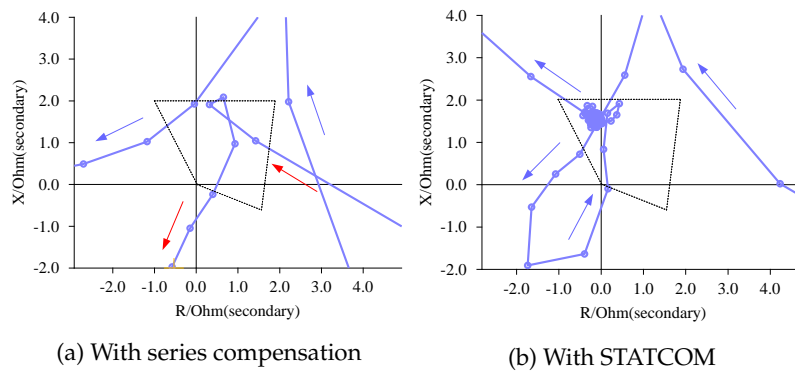 4.0
3.0
2.0
1.0
0.0
-1.0
-2.0
X/Ohm(secondary)
2.0 -1.0 0.0 1.0 2.0 3.0 4.0
R/Ohm(secondary)
(a) With series compensation
4.0
3.0
2.0
1.0
0.0
-1.0
-2.0
X/Ohm(secondary)
2.0 -1.0 0.0 1.0 2.0 3.0 4.0
R/Ohm(secondary)
(b) With STATCOM